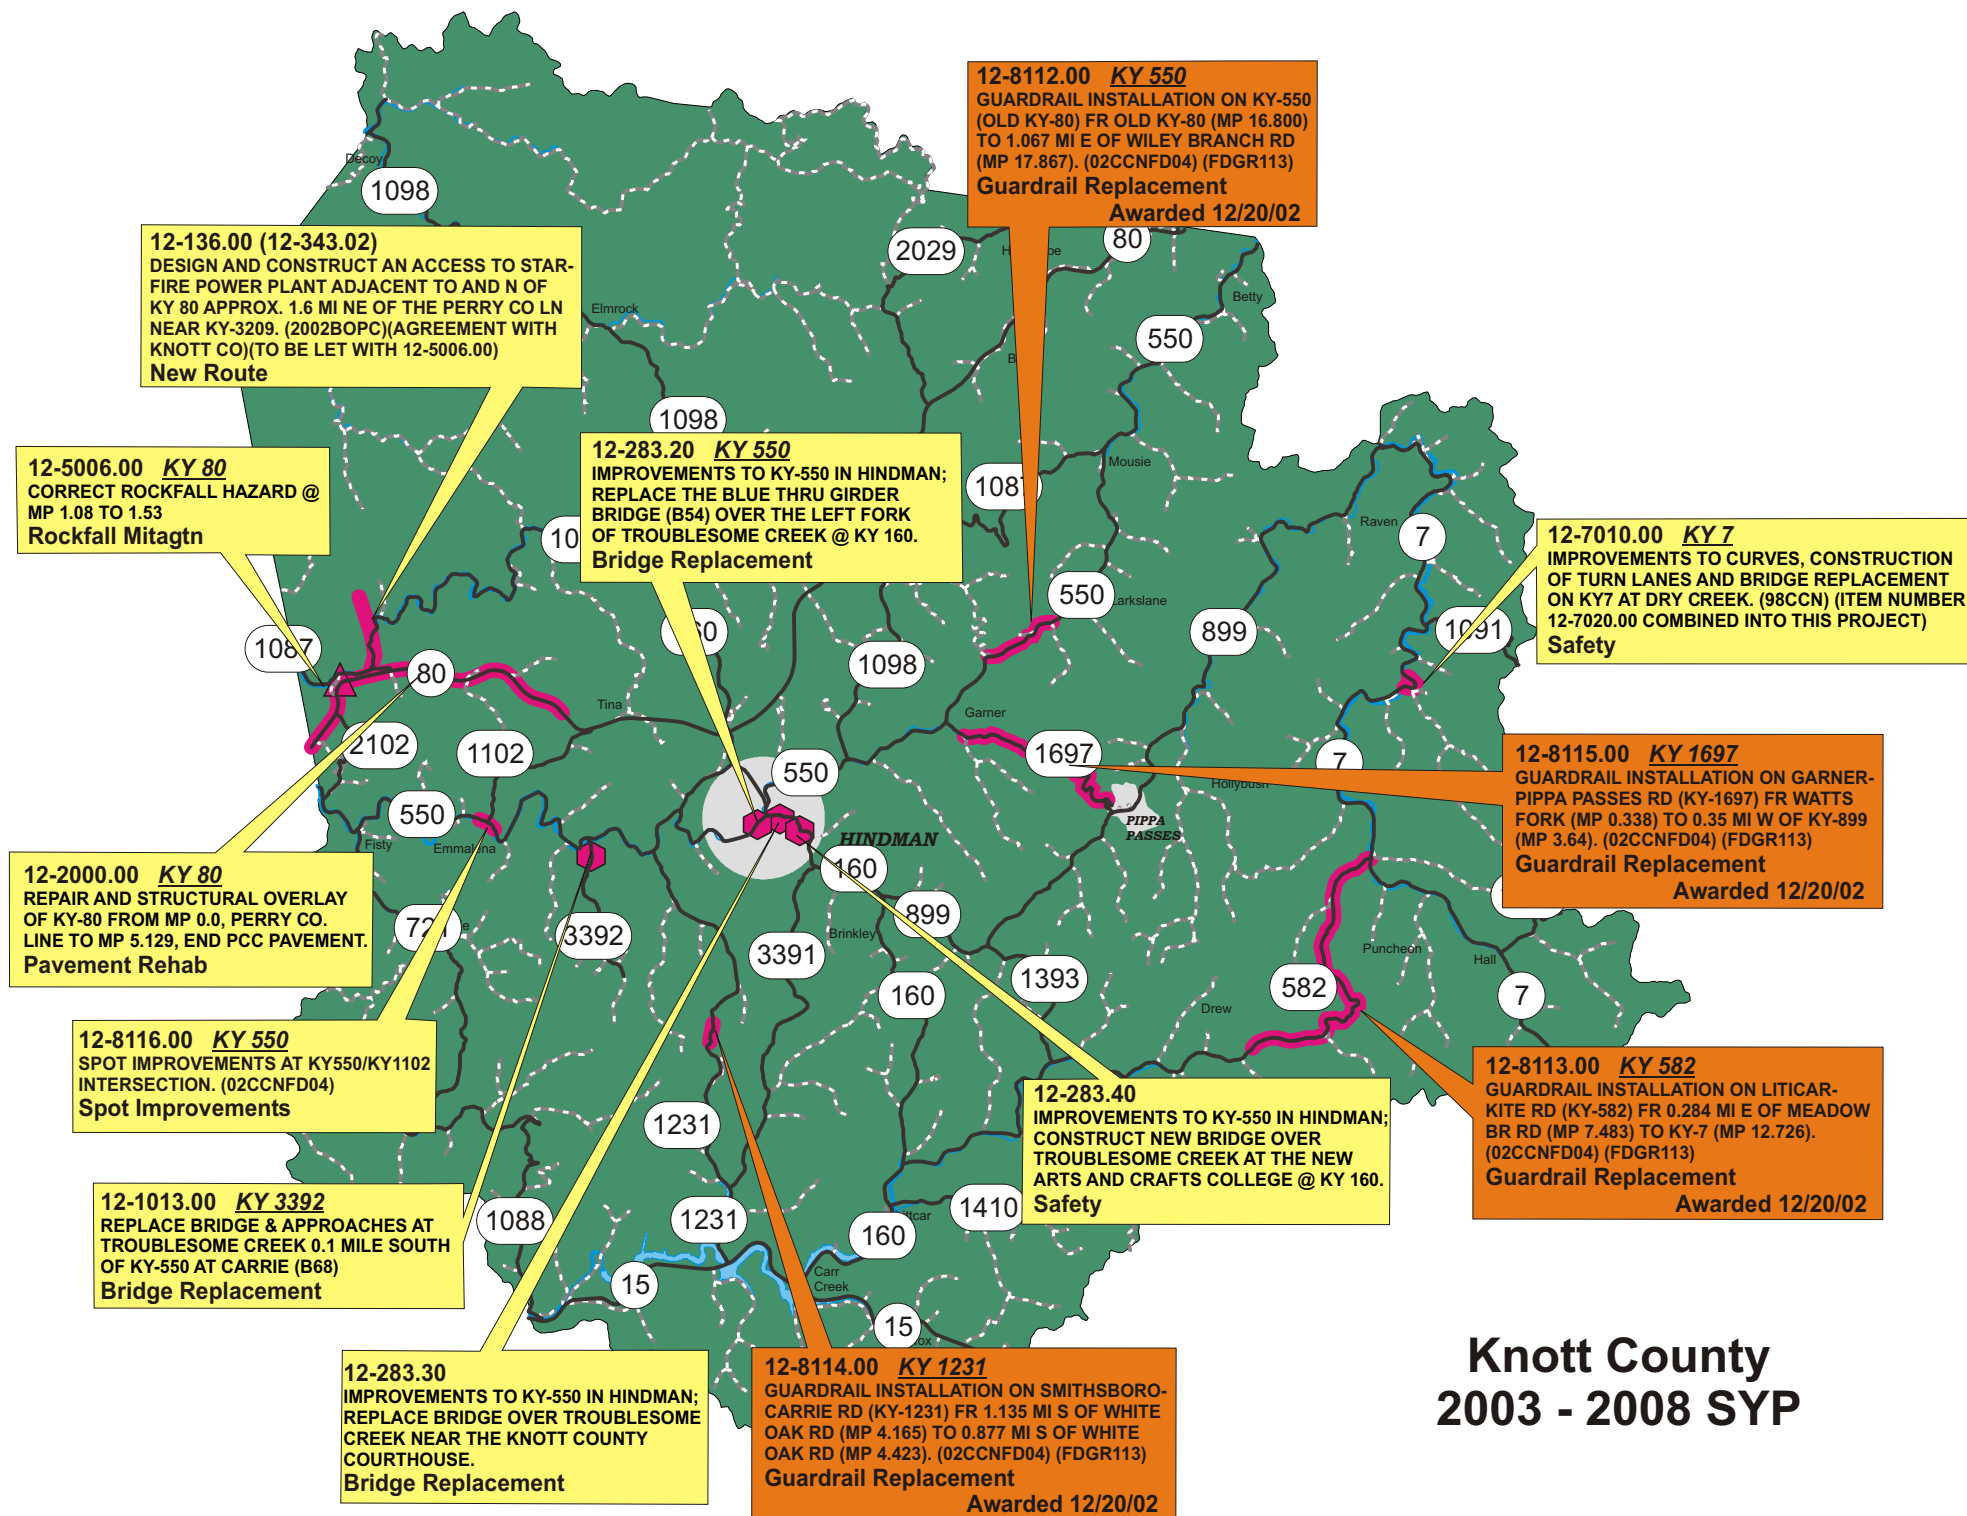 12-8112.00 KY 550
GUARDRAIL INSTALLATION ON KY-550
(OLD KY-80) FR OLD KY-80 (MP 16.800)
TO 1.067 MI E OF WILEY BRANCH RD
(MP 17.867). (02CCNFD04) (FDGR113)
Guardrail Replacement
Awarded 12/20/02
Decoy
1098
12-136.00 (12-343.02)
DESIGN AND CONSTRUCT AN ACCESS TO STAR-
FIRE POWER PLANT ADJACENT TO AND N OF
KY 80 APPROX. 1.6 MI NE OF THE PERRY CO LN
NEAR KY-3209. (2002BOPC)(AGREEMENT WITH
KNOTT CO)(TO BE LET WITH 12-5006.00)
New Route
2029
80
Betty
Elmrock
550
1098
12-283.20 KY 550
IMPROVEMENTS TO KY-550 IN HINDMAN;
REPLACE THE BLUE THRU GIRDER
BRIDGE (B54) OVER THE LEFT FORK
OF TROUBLESOME CREEK @ KY 160.
Bridge Replacement
12-5006.00 KY 80
CORRECT ROCKFALL HAZARD @
MP 1.08 TO 1.53
Rockfall Mitagtn
Mousie
1087
Raven
7
12-7010.00 KY 7
IMPROVEMENTS TO CURVES, CONSTRUCTION
OF TURN LANES AND BRIDGE REPLACEMENT
ON KY7 AT DRY CREEK. (98CCN) (ITEM NUMBER
12-7020.00 COMBINED INTO THIS PROJECT)
Safety
10
550
arkslane
899
1091
1087
60
1098
80
Tina
Garner
2102
1102
550
1697
7
Hollybush
12-8115.00 KY 1697
GUARDRAIL INSTALLATION ON GARNER-
PIPPA PASSES RD (KY-1697) FR WATTS
FORK (MP 0.338) TO 0.35 MI W OF KY-899
(MP 3.64). (02CCNFD04) (FDGR113)
Guardrail Replacement
Awarded 12/20/02
550
PIPPA
PASSES
Fisty
Emmalena
HINDMAN
160
12-2000.00 KY 80
REPAIR AND STRUCTURAL OVERLAY
OF KY-80 FROM MP 0.0, PERRY CO.
LINE TO MP 5.129, END PCC PAVEMENT.
Pavement Rehab
721
3392
899
Brinkley
3391
1393
160
Puncheon
Hall
582
7
Drew
12-8116.00 KY 550
SPOT IMPROVEMENTS AT KY550/KY1102
INTERSECTION. (02CCNFD04)
Spot Improvements
12-8113.00 KY 582
GUARDRAIL INSTALLATION ON LITICAR-
KITE RD (KY-582) FR 0.284 MI E OF MEADOW
BR RD (MP 7.483) TO KY-7 (MP 12.726).
(02CCNFD04) (FDGR113)
Guardrail Replacement
Awarded 12/20/02
12-283.40
IMPROVEMENTS TO KY-550 IN HINDMAN;
CONSTRUCT NEW BRIDGE OVER
TROUBLESOME CREEK AT THE NEW
ARTS AND CRAFTS COLLEGE @ KY 160.
Safety
1231
12-1013.00 KY 3392
REPLACE BRIDGE & APPROACHES AT
TROUBLESOME CREEK 0.1 MILE SOUTH
OF KY-550 AT CARRIE (B68)
Bridge Replacement
1088
1231
ttcar
1410
160
Carr
Creek
15
15
ox
12-283.30
IMPROVEMENTS TO KY-550 IN HINDMAN;
REPLACE BRIDGE OVER TROUBLESOME
CREEK NEAR THE KNOTT COUNTY
COURTHOUSE.
Bridge Replacement
12-8114.00 KY 1231
GUARDRAIL INSTALLATION ON SMITHSBORO-
CARRIE RD (KY-1231) FR 1.135 MI S OF WHITE
OAK RD (MP 4.165) TO 0.877 MI S OF WHITE
OAK RD (MP 4.423). (02CCNFD04) (FDGR113)
Guardrail Replacement
Awarded 12/20/02
Knott County
2003 - 2008 SYP